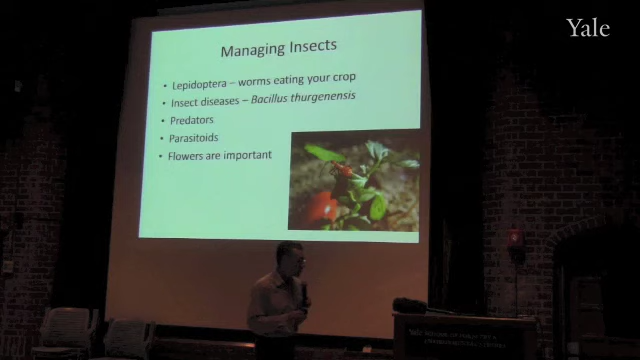 Yale
Managing Insects
• Lepidoptera – worms eating your crop
• Insect diseases – Bacillus thurgenensis
• Predators
• Parasitoids
• Flowers are important